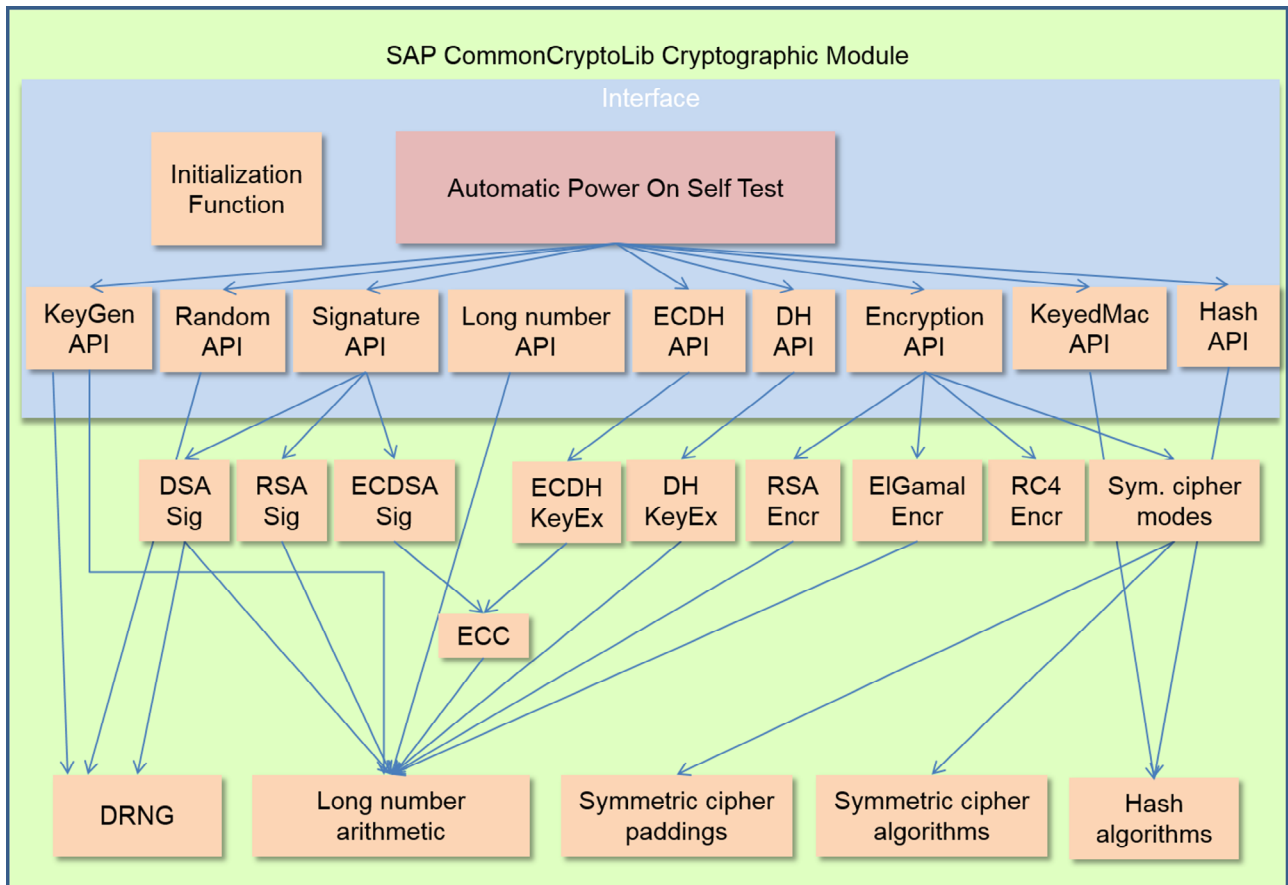 SAP CommonCryptoLib Cryptographic Module
Interface
Initialization
Function
Automatic Power On Self Test
KeyGen
API
Random
API
Signature
API
Long number
API
ECDH
API
DH
API
Encryption
API
KeyedMac
API
Hash
API
DSA
Sig
RSA
Sig
ECDSA
Sig
ECDH
KeyEx
DH
KeyEx
RSA
Encr
ElGamal
Encr
RC4
Encr
Sym. cipher
modes
ECC
DRNG
Long number
arithmetic
Symmetric cipher
paddings
Symmetric cipher
algorithms
Hash
algorithms